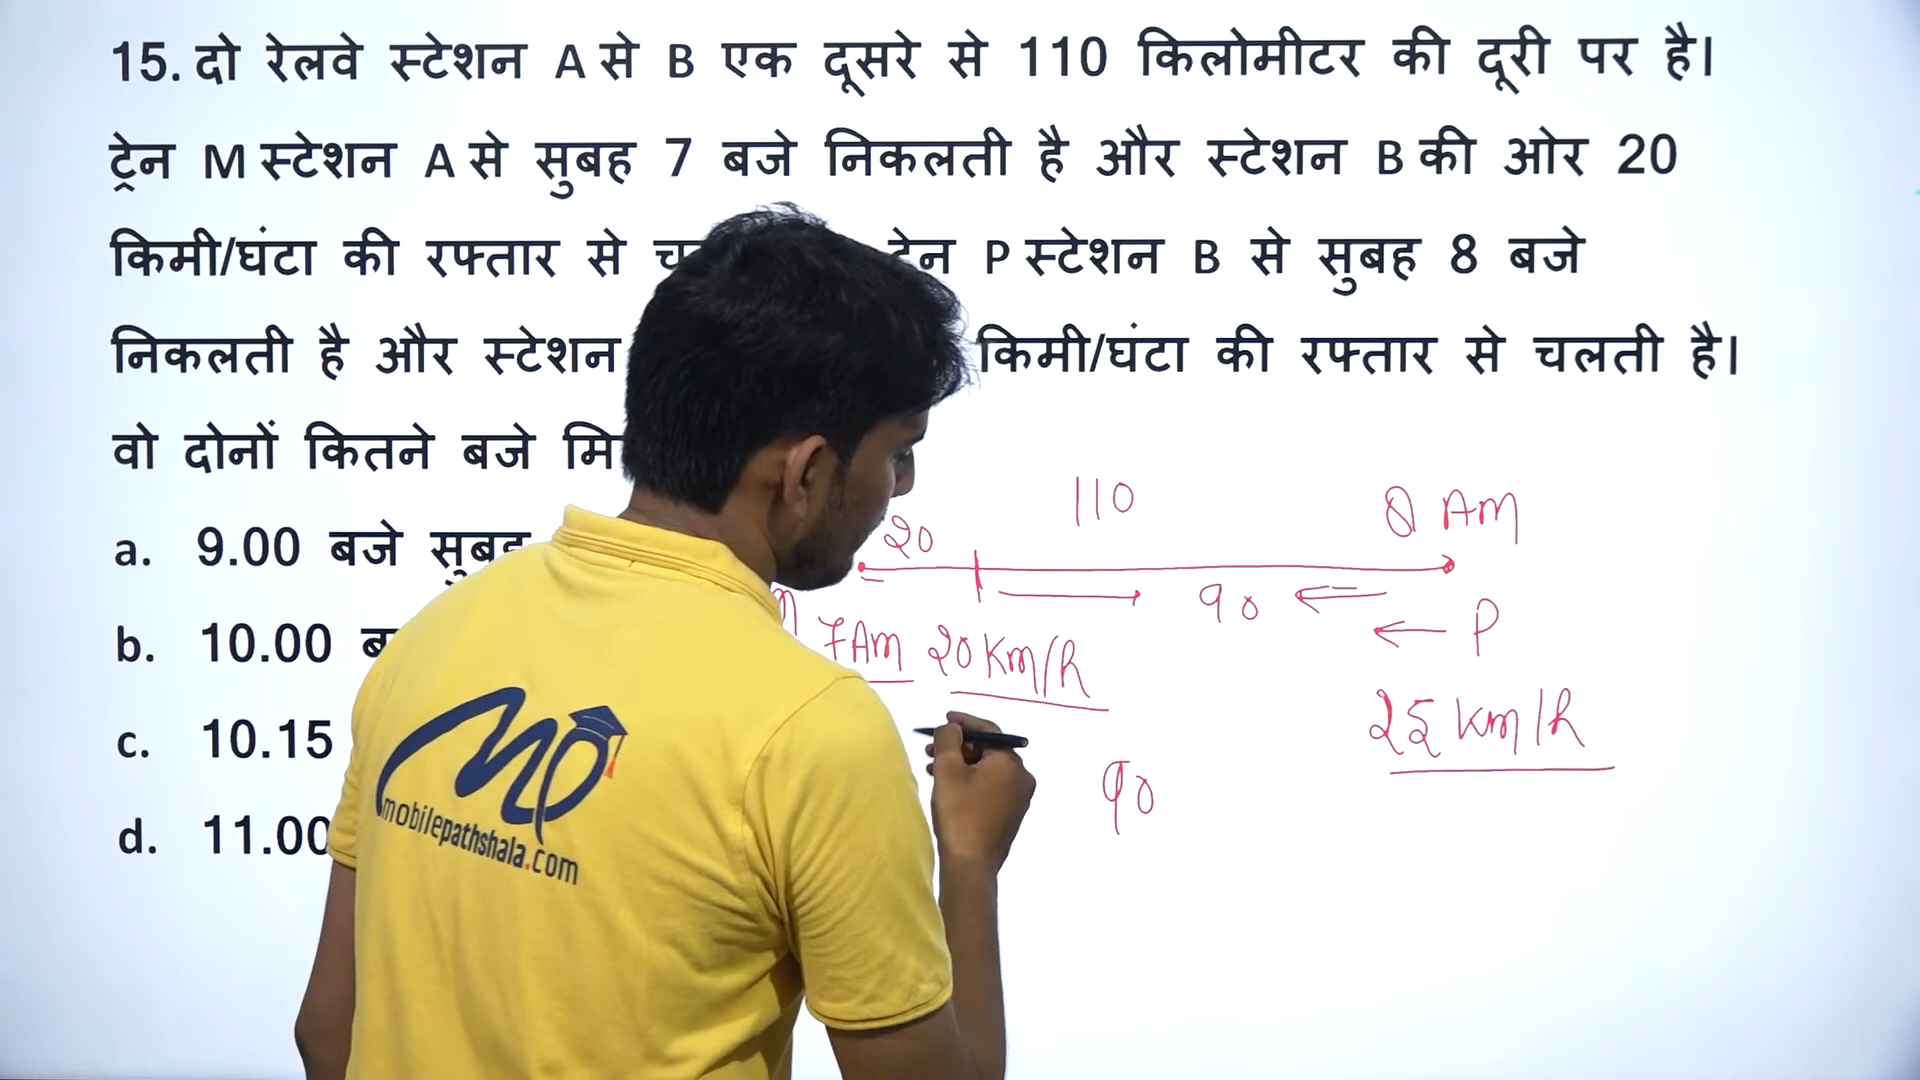 15. दो रेलवे स्टेशन A से B एक दूसरे से 110 किलोमीटर की दूरी पर है।
ट्रेन M स्टेशन A से सुबह 7 बजे निकलती है और स्टेशन B की ओर 20
किमी/घंटा की रफ्तार से P स्टेशन B से सुबह 8 बजे
निकलती है और स्टेशन किमी/घंटा की रफ्तार से चलती है।
वो दोनों कितने बजे
110
8 AM
20
a. 9.00 बजे सुबह
90
P
7 AM 20 Km/h
b. 10.00
25 Km/h
c. 10.15
90
d. 11.00
mobilepathshala.com